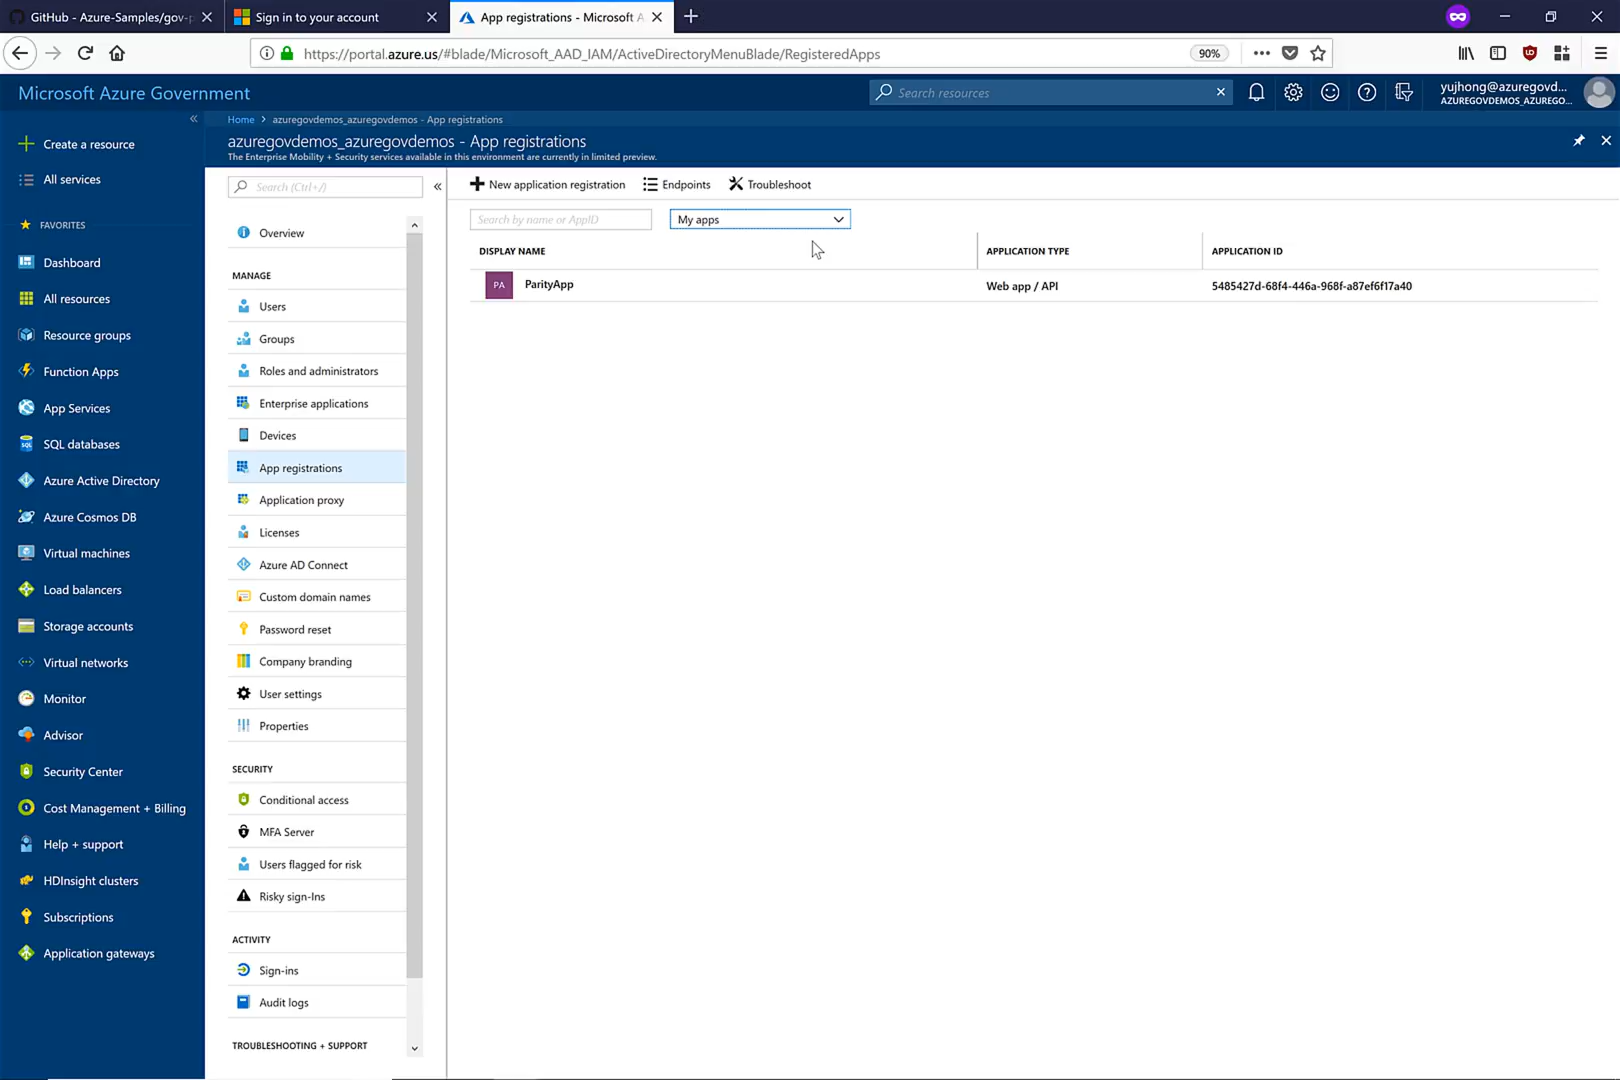 GitHub - Azure-Samples/gov-p
Sign in to your account
App registrations - Microsoft A
https://portal.azure.us/#blade/Microsoft_AAD_IAM/ActiveDirectoryMenuBlade/RegisteredApps
90%
Microsoft Azure Government
Search resources
yujhong@azuregovd...
AZUREGOVDEMOS_AZUREGO...
Create a resource
All services
FAVORITES
Dashboard
All resources
Resource groups
Function Apps
App Services
SQL databases
Azure Active Directory
Azure Cosmos DB
Virtual machines
Load balancers
Storage accounts
Virtual networks
Monitor
Advisor
Security Center
Cost Management + Billing
Help + support
HDInsight clusters
Subscriptions
Application gateways
Home > azuregovdemos_azuregovdemos - App registrations
azuregovdemos_azuregovdemos - App registrations
The Enterprise Mobility + Security services available in this environment are currently in limited preview.
Search (Ctrl+/)
Overview
MANAGE
Users
Groups
Roles and administrators
Enterprise applications
Devices
App registrations
Application proxy
Licenses
Azure AD Connect
Custom domain names
Password reset
Company branding
User settings
Properties
SECURITY
Conditional access
MFA Server
Users flagged for risk
Risky sign-Ins
ACTIVITY
Sign-ins
Audit logs
TROUBLESHOOTING + SUPPORT
New application registration
Endpoints
Troubleshoot
Search by name or AppID
My apps
DISPLAY NAME
APPLICATION TYPE
APPLICATION ID
PA
ParityApp
Web app / API
5485427d-68f4-446a-968f-a87ef6f17a40